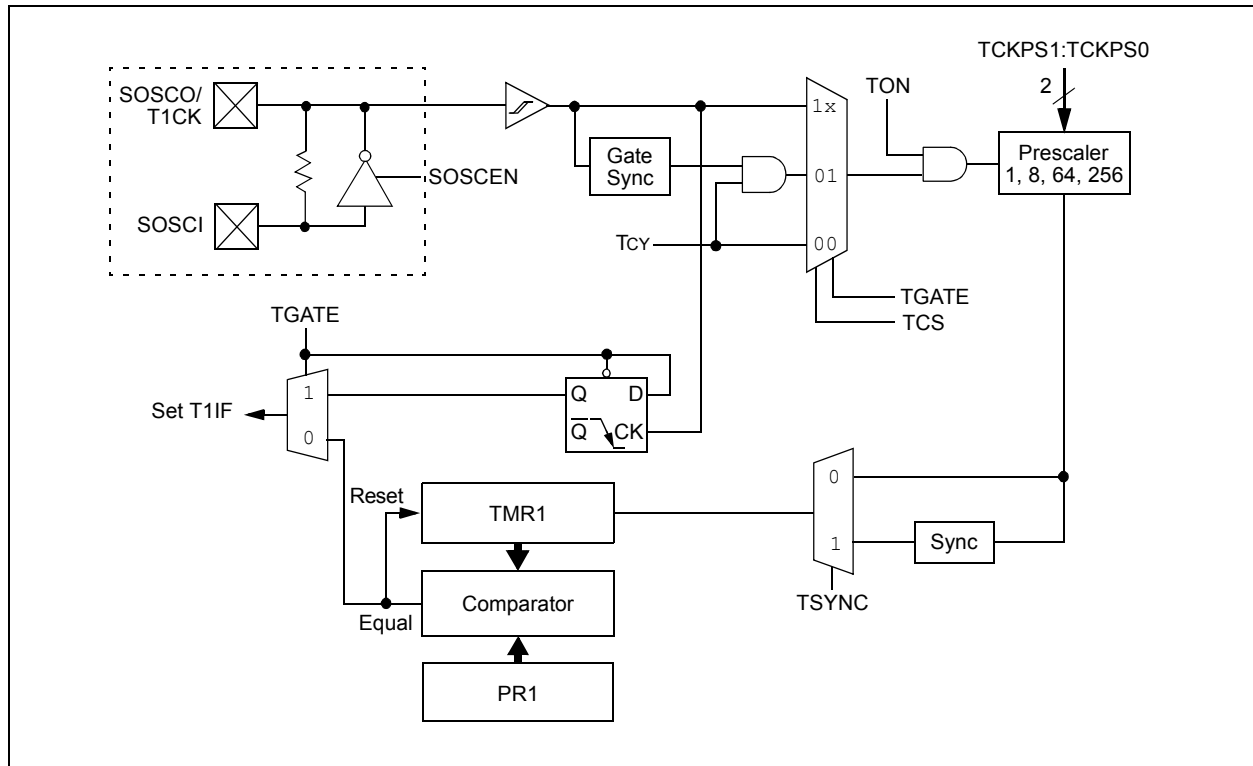 TCKPS1:TCKPS0
2
TON
SOSCO/
T1CK
1x
Gate
Sync
Prescaler
1, 8, 64, 256
01
SOSCEN
SOSCI
TCY
00
TGATE
TCS
TGATE
1
Q
D
Set T1IF
0
Q
CK
Reset
TMR1
0
1
Sync
Comparator
Equal
TSYNC
PR1